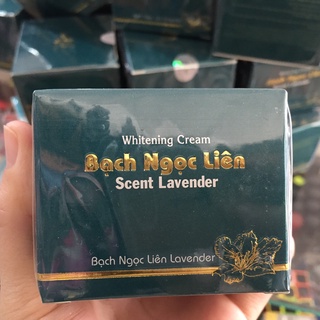 Whitening Cream
Bạch Ngọc Liên
Scent Lavender
Bạch Ngọc Liên Lavender